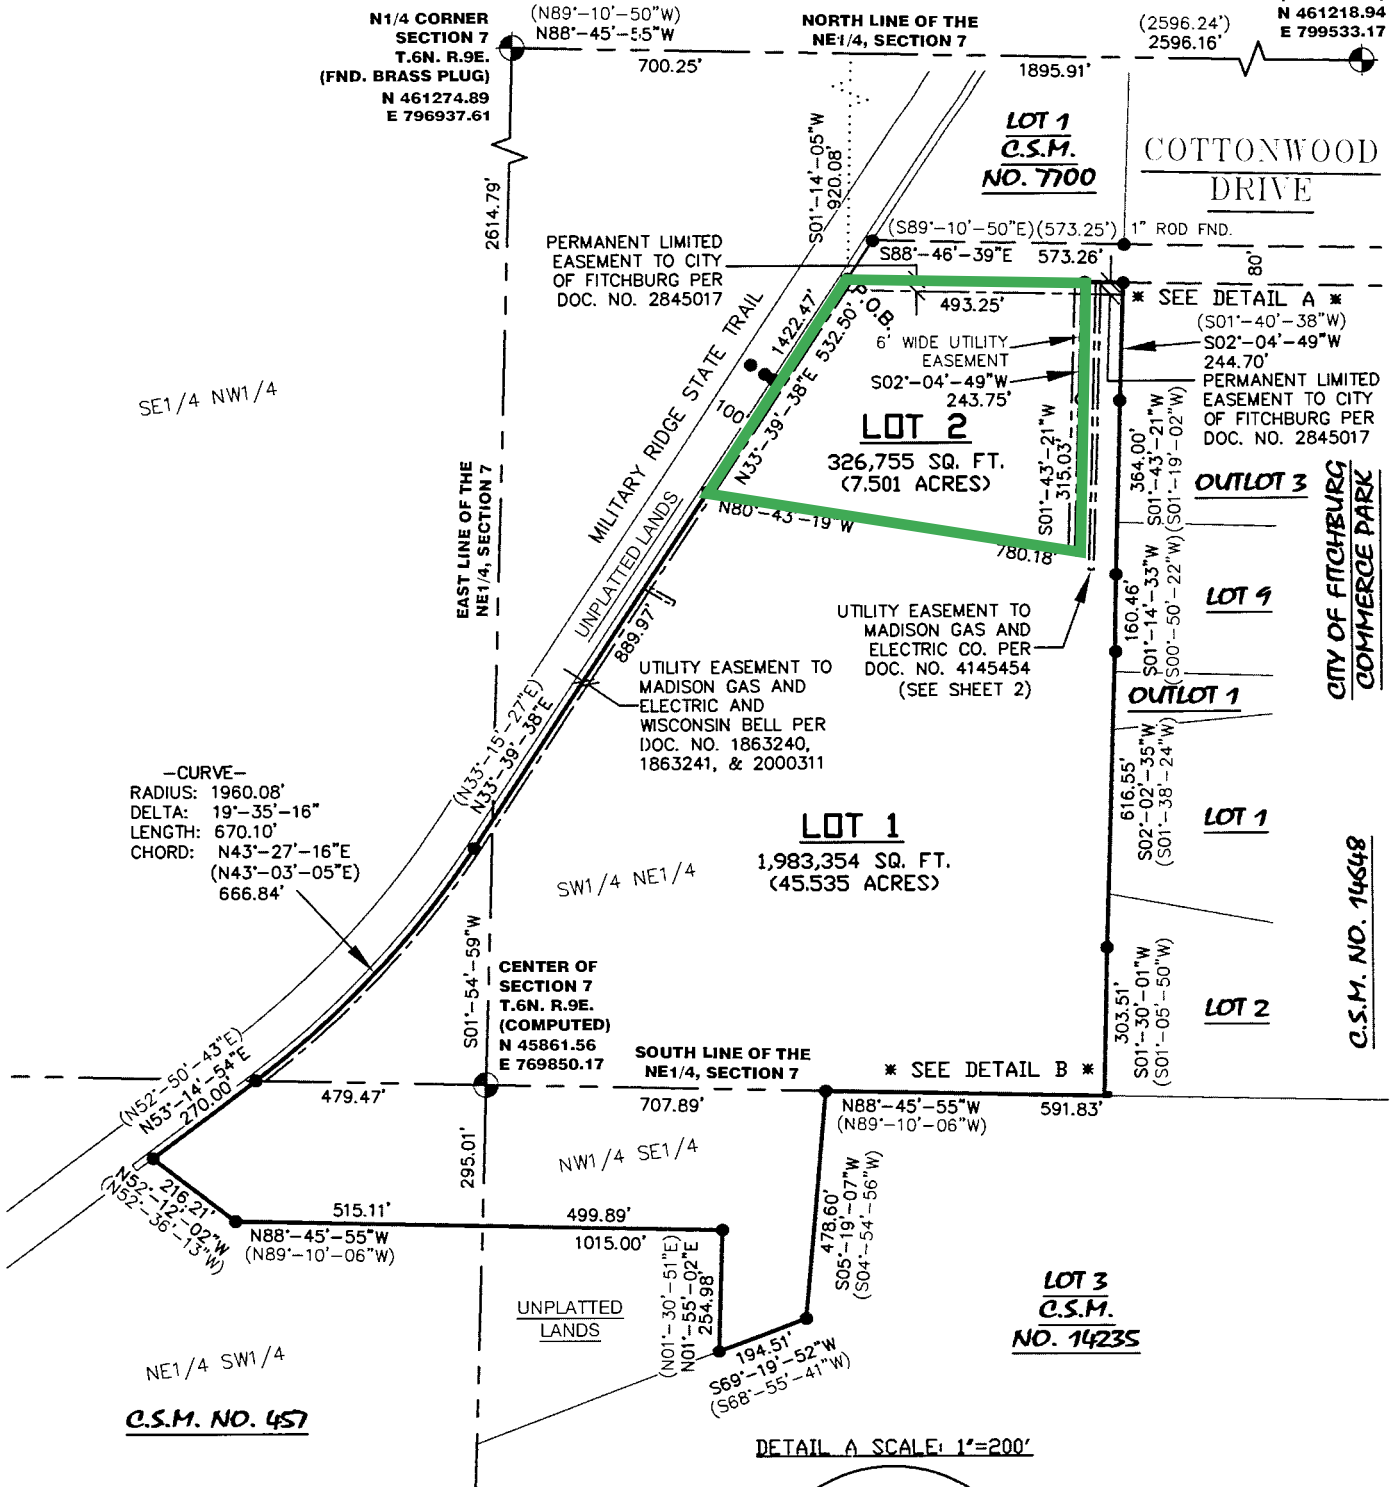 N1/4 CORNER
SECTION 7
T.6N. R.9E.
(FND. BRASS PLUG)
N 461274.89
E 796937.61
(N89°-10'-50"W)
N88°-45'-55"W
700.25'
NORTH LINE OF THE
NE1/4, SECTION 7
(2596.24')
2596.16'
1895.91'
N 461218.94
E 799533.17
2614.79'
S01°-14'-05"W
920.08'
LOT 1
C.S.M.
NO. 7700
COTTONWOOD
DRIVE
(S89°-10'-50"E)(573.25')
S88°-46'-39"E 573.26'
1" ROD FND.
80'
PERMANENT LIMITED
EASEMENT TO CITY
OF FITCHBURG PER
DOC. NO. 2845017
P.O.B.
493.25'
* SEE DETAIL A *
(S01°-40'-38"W)
S02°-04'-49"W
244.70'
PERMANENT LIMITED
EASEMENT TO CITY
OF FITCHBURG PER
DOC. NO. 2845017
6' WIDE UTILITY
EASEMENT
S02°-04'-49"W
243.75'
1422.47'
N33°-39'-38"E 532.50'
100'
MILITARY RIDGE STATE TRAIL
UNPLATTED LANDS
SE1/4 NW1/4
LOT 2
326,755 SQ. FT.
(7.501 ACRES)
S01°-43'-21"W
315.03'
N80°-43'-19"W
780.18'
364.00'
S01°-43'-21"W
(S01°-19'-02"W)
OUTLOT 3
CITY OF FITCHBURG
COMMERCE PARK
EAST LINE OF THE
NE1/4, SECTION 7
LOT 9
160.46'
S01°-14'-33"W
(S00°-50'-22"W)
UTILITY EASEMENT TO
MADISON GAS AND
ELECTRIC CO. PER
DOC. NO. 4145454
(SEE SHEET 2)
889.97'
UTILITY EASEMENT TO
MADISON GAS AND
ELECTRIC AND
WISCONSIN BELL PER
DOC. NO. 1863240,
1863241, & 2000311
OUTLOT 1
(N33°-15'-27"E)
N33°-39'-38"E
616.55'
S02°-02'-35"W
(S01°-38'-24"W)
LOT 1
-CURVE-
RADIUS: 1960.08'
DELTA: 19°-35'-16"
LENGTH: 670.10'
CHORD: N43°-27'-16"E
(N43°-03'-05"E)
666.84'
LOT 1
1,983,354 SQ. FT.
(45.535 ACRES)
SW1/4 NE1/4
C.S.M. NO. 14648
S01°-54'-59"W
CENTER OF
SECTION 7
T.6N. R.9E.
(COMPUTED)
N 45861.56
E 769850.17
303.51'
S01°-30'-01"W
(S01°-05'-50"W)
LOT 2
SOUTH LINE OF THE
NE1/4, SECTION 7
* SEE DETAIL B *
(N52°-50'-43"E)
N53°-14'-54"E
270.00'
479.47'
707.89'
N88°-45'-55"W 591.83'
(N89°-10'-06"W)
295.01'
NW1/4 SE1/4
216.21'
N52°-12'-02"W
(N52°-36'-13"W)
515.11'
N88°-45'-55"W
(N89°-10'-06"W)
499.89'
1015.00'
478.60'
S05°-19'-07"W
(S04°-54'-56"W)
(N01°-30'-51"E)
N01°-55'-02"E
254.98'
UNPLATTED
LANDS
LOT 3
C.S.M.
NO. 14235
194.51'
S69°-19'-52"W
(S68°-55'-41"W)
NE1/4 SW1/4
C.S.M. NO. 457
DETAIL A SCALE: 1"=200'